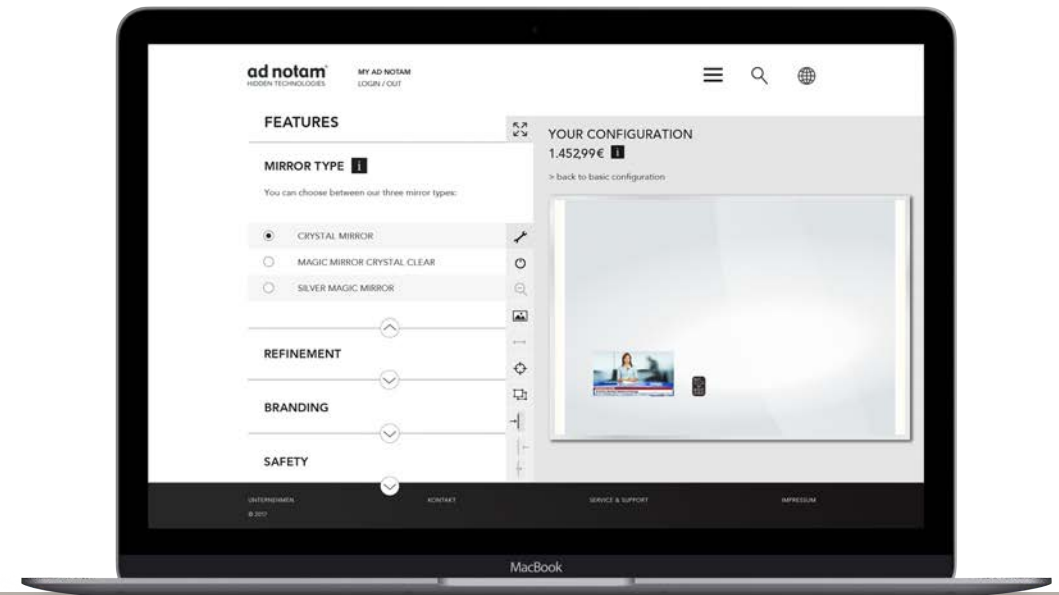 ad notam
HIDDEN TECHNOLOGIES
MY AD NOTAM
LOGIN / OUT
FEATURES
MIRROR TYPE i
You can choose between our three mirror types:
CRYSTAL MIRROR
MAGIC MIRROR CRYSTAL CLEAR
SILVER MAGIC MIRROR
REFINEMENT
BRANDING
SAFETY
YOUR CONFIGURATION
1.452,99€ i
> back to basic configuration
UNTERNEHMEN
KONTAKT
SERVICE & SUPPORT
IMPRESSUM
© 2017
MacBook